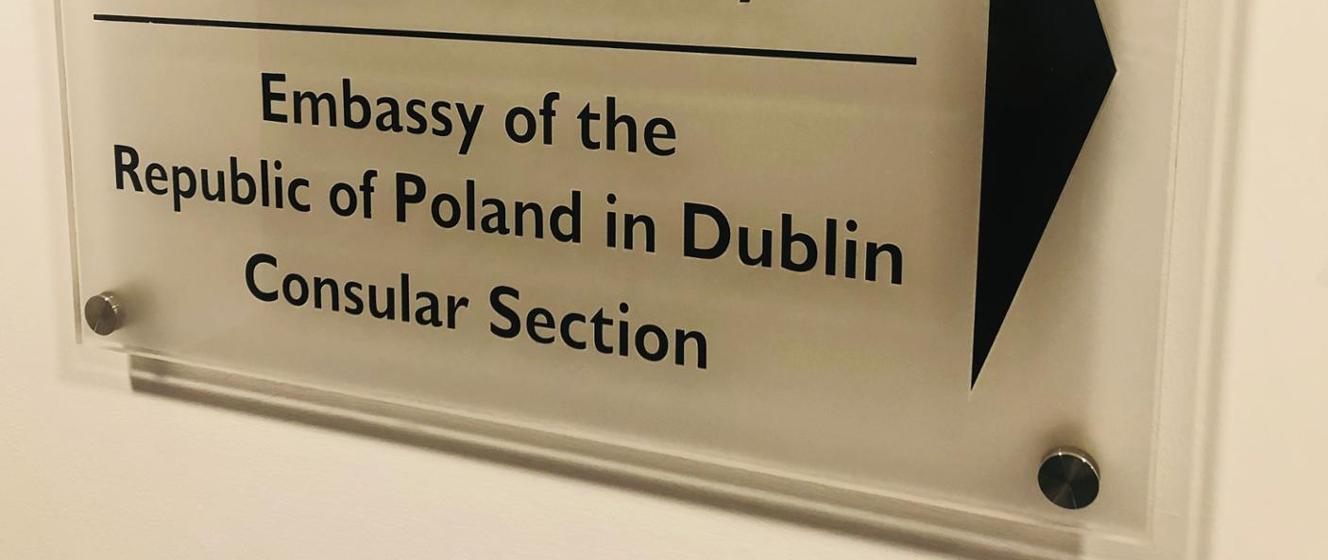 Embassy of the
Republic of Poland in Dublin
Consular Section